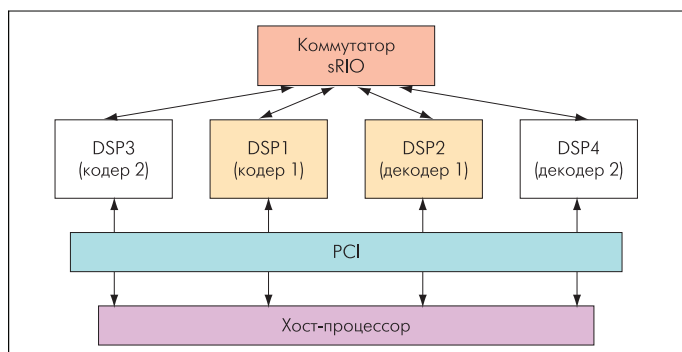 Коммутатор
sRIO
DSP3
(кодер 2)
DSP1
(кодер 1)
DSP2
(декодер 1)
DSP4
(декодер 2)
PCI
Хост-процессор